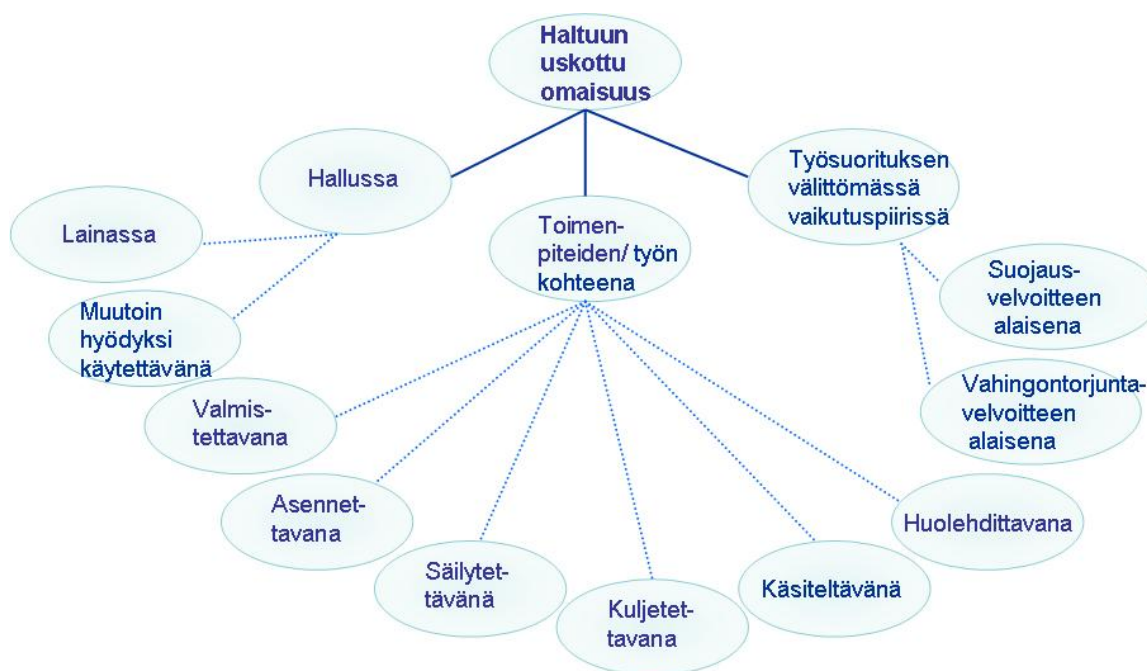 Haltuun
uskottu
omaisuus
Hallussa
Työsuorituksen
välittömässä
vaikutuspiirissä
Lainassa
Toimen-
piteiden/ työn
kohteena
Muutoin
hyödyksi
käytettävänä
Suojaus-
velvoitteen
alaisena
Valmis-
tettavana
Vahingontorjunta-
velvoitteen
alaisena
Asennet-
tavana
Säilytet-
tävänä
Kuljetet-
tavana
Käsiteltävänä
Huolehdittavana